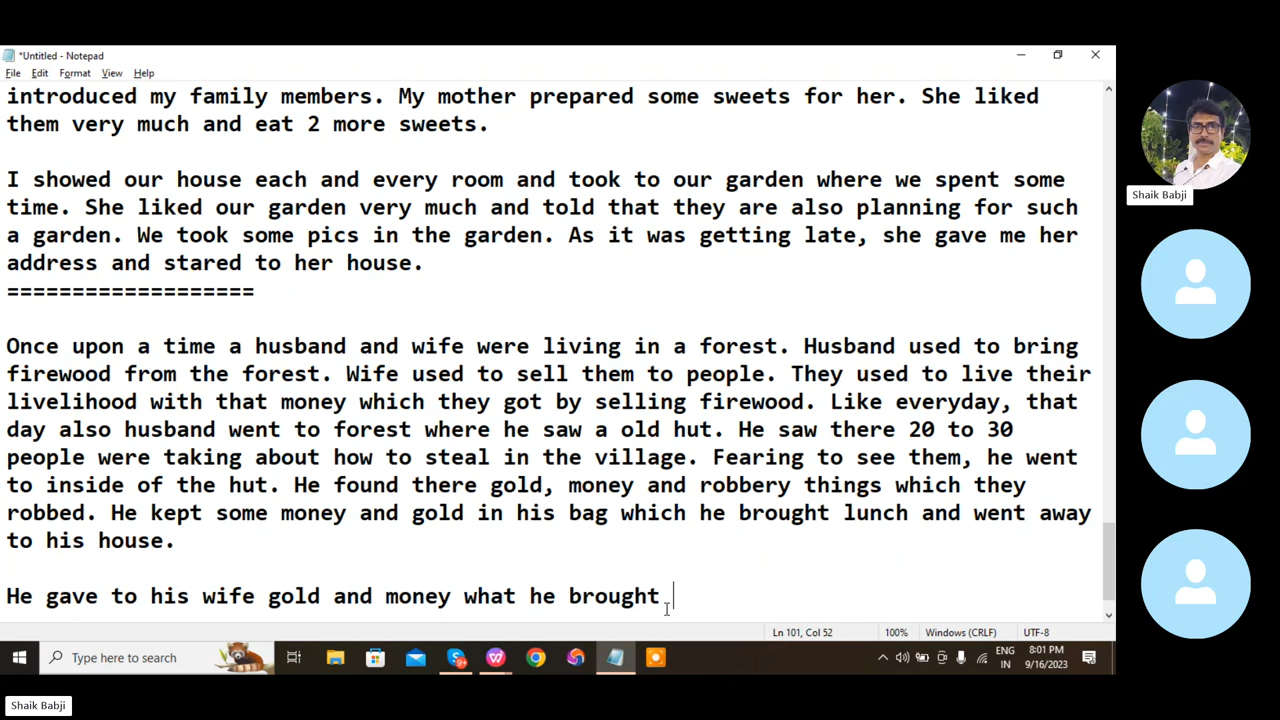 *Untitled - Notepad
File Edit Format View Help
introduced my family members. My mother prepared some sweets for her. She liked
them very much and eat 2 more sweets.
I showed our house each and every room and took to our garden where we spent some
time. She liked our garden very much and told that they are also planning for such
a garden. We took some pics in the garden. As it was getting late, she gave me her
address and stared to her house.
===================
Once upon a time a husband and wife were living in a forest. Husband used to bring
firewood from the forest. Wife used to sell them to people. They used to live their
livelihood with that money which they got by selling firewood. Like everyday, that
day also husband went to forest where he saw a old hut. He saw there 20 to 30
people were taking about how to steal in the village. Fearing to see them, he went
to inside of the hut. He found there gold, money and robbery things which they
robbed. He kept some money and gold in his bag which he brought lunch and went away
to his house.
He gave to his wife gold and money what he brought.
Ln 101, Col 52 100% Windows (CRLF) UTF-8
Type here to search
ENG
IN
8:01 PM
9/16/2023
Shaik Babji
Shaik Babji